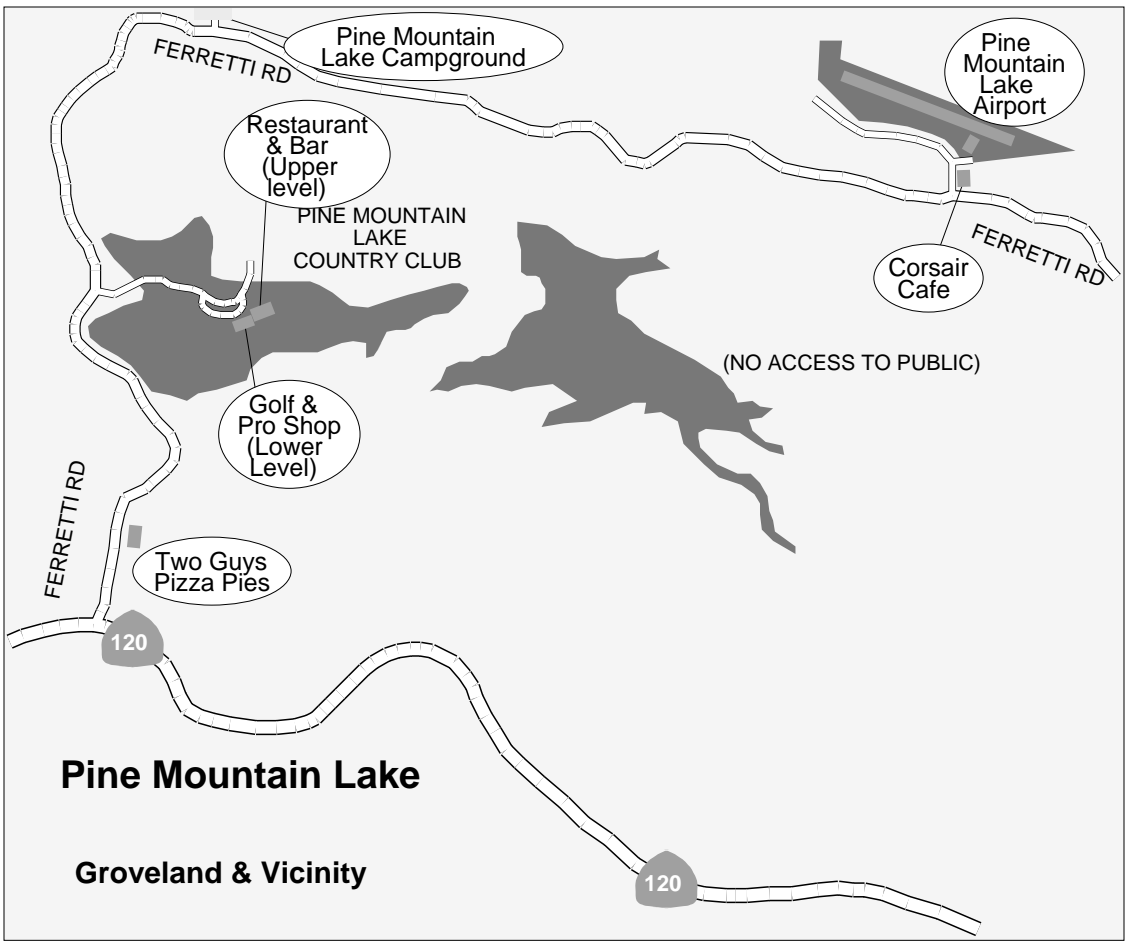 Pine Mountain
Lake Campground
FERRETTI RD
Pine
Mountain
Lake
Airport
Restaurant
& Bar
(Upper
level)
PINE MOUNTAIN
LAKE
COUNTRY CLUB
FERRETTI RD
Corsair
Cafe
(NO ACCESS TO PUBLIC)
Golf &
Pro Shop
(Lower
Level)
FERRETTI RD
Two Guys
Pizza Pies
120
Pine Mountain Lake
Groveland & Vicinity
120